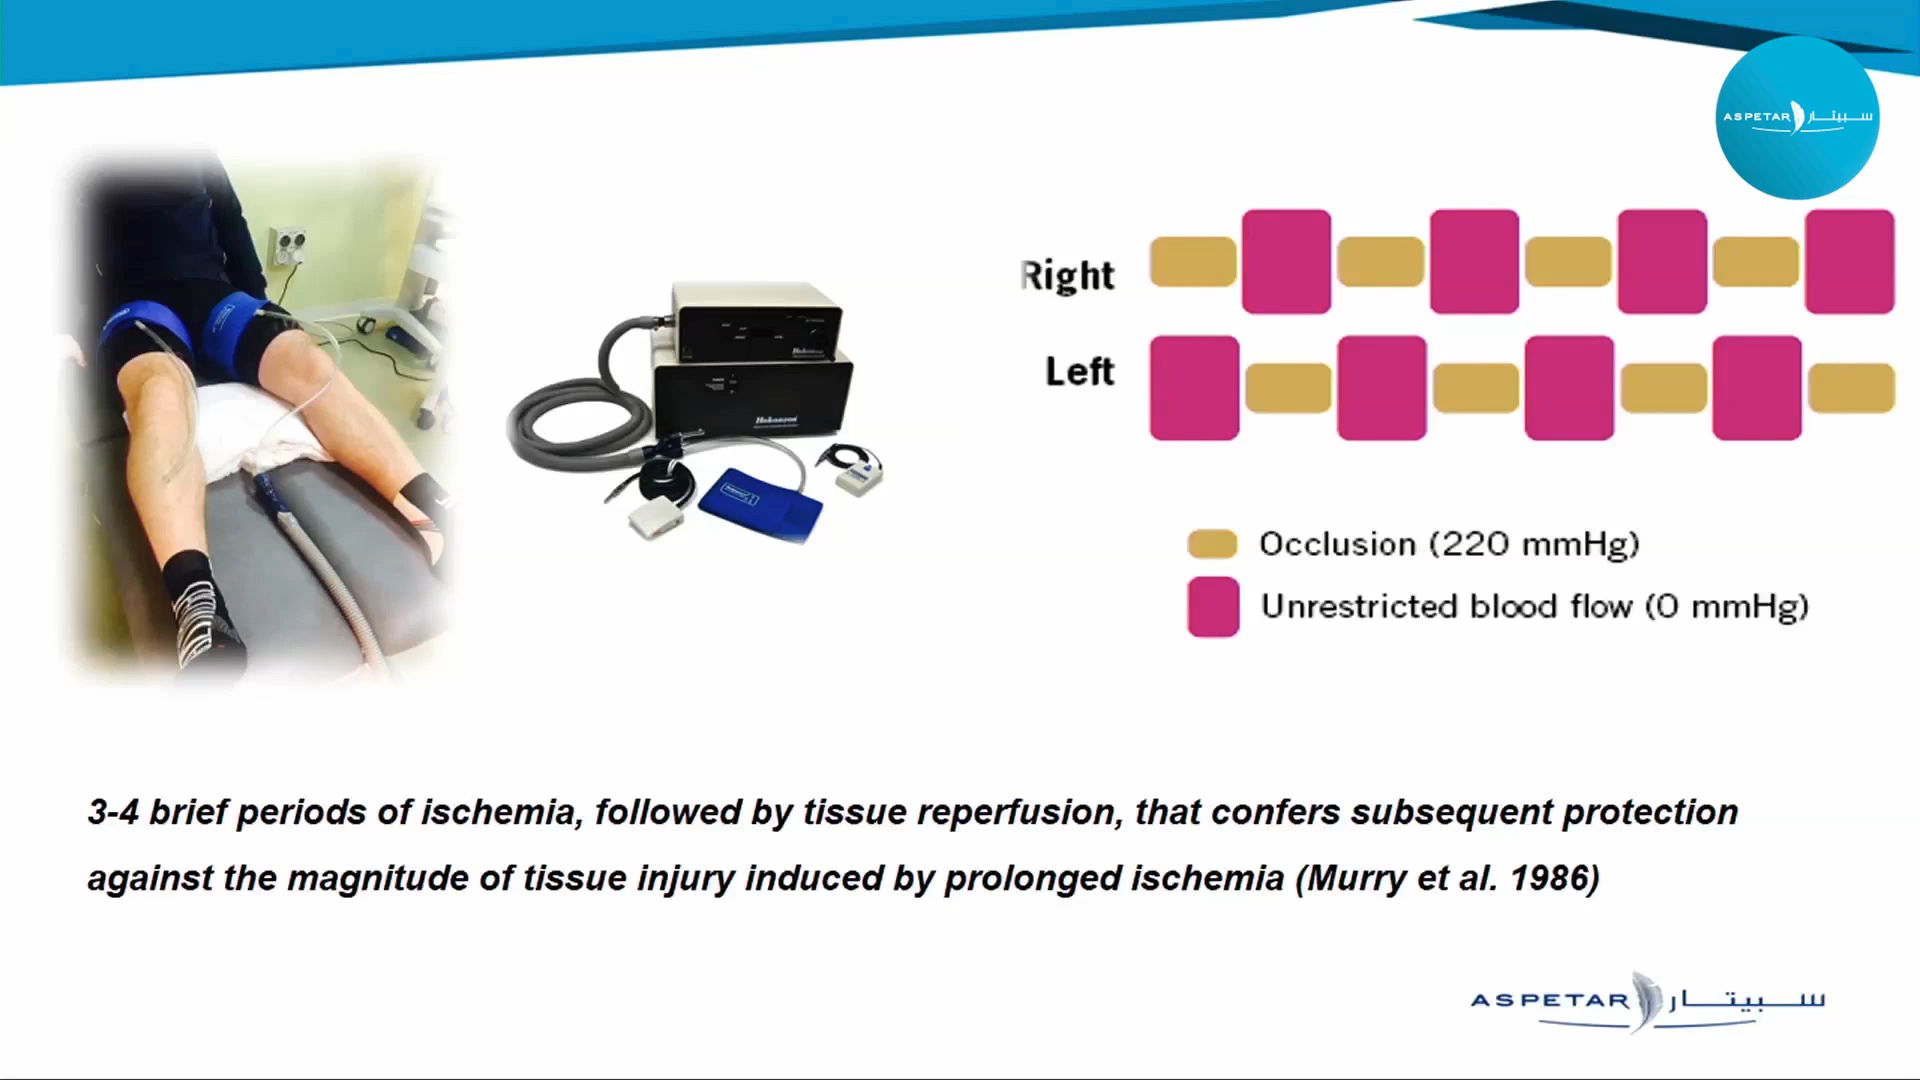 ASPETAR سبيتار
Right
Left
Hokanson
Occlusion (220 mmHg)
Unrestricted blood flow (0 mmHg)
3-4 brief periods of ischemia, followed by tissue reperfusion, that confers subsequent protection
against the magnitude of tissue injury induced by prolonged ischemia (Murry et al. 1986)
ASPETAR سبيتار